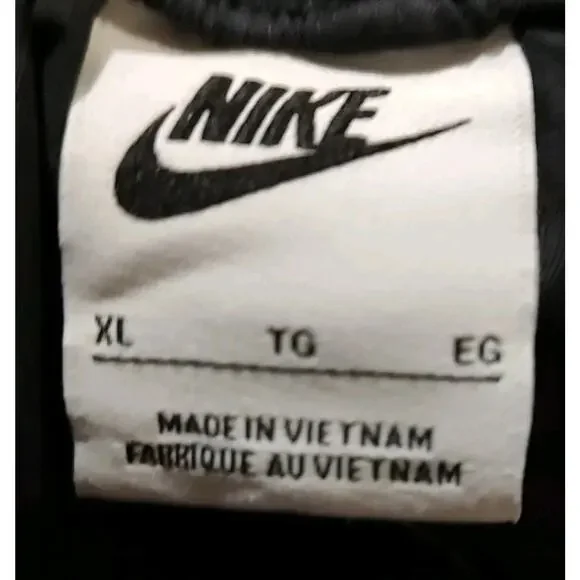 NIKE
XL TG EG
MADE IN VIETNAM
FABRIQUE AU VIETNAM